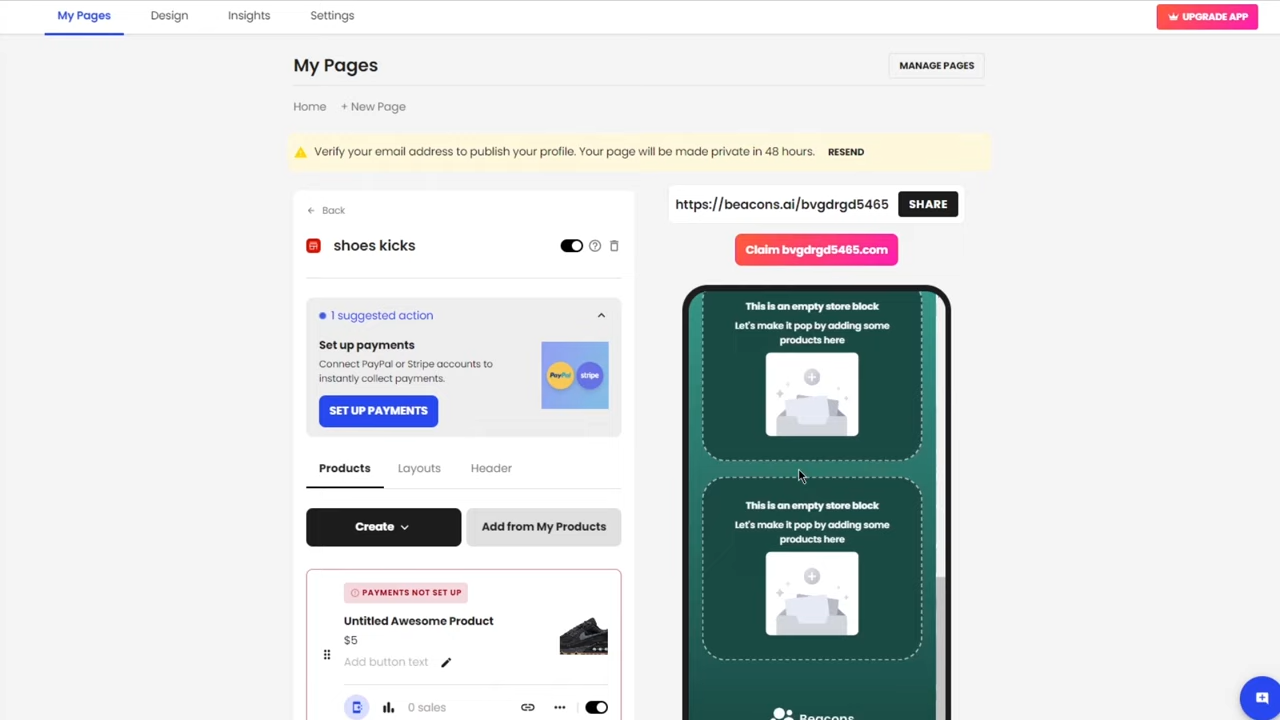 My Pages
Design
Insights
Settings
UPGRADE APP
My Pages
MANAGE PAGES
Home
+ New Page
Verify your email address to publish your profile. Your page will be made private in 48 hours. RESEND
← Back
shoes kicks
1 suggested action
Set up payments
Connect PayPal or Stripe accounts to
instantly collect payments.
PayPal
stripe
SET UP PAYMENTS
Products
Layouts
Header
Create
Add from My Products
PAYMENTS NOT SET UP
Untitled Awesome Product
$5
Add button text
0 sales
https://beacons.ai/bvgdrgd5465
SHARE
Claim bvgdrgd5465.com
This is an empty store block
Let's make it pop by adding some
products here
This is an empty store block
Let's make it pop by adding some
products here
Beacons